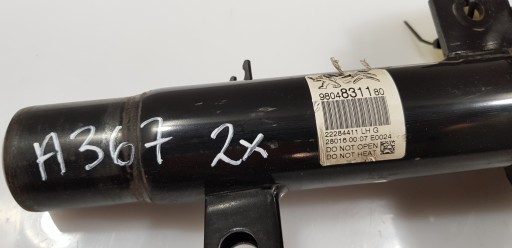 9804831180
22284411 LH G
28016 00 07 E0024
DO NOT OPEN
DO NOT HEAT
A367 2x